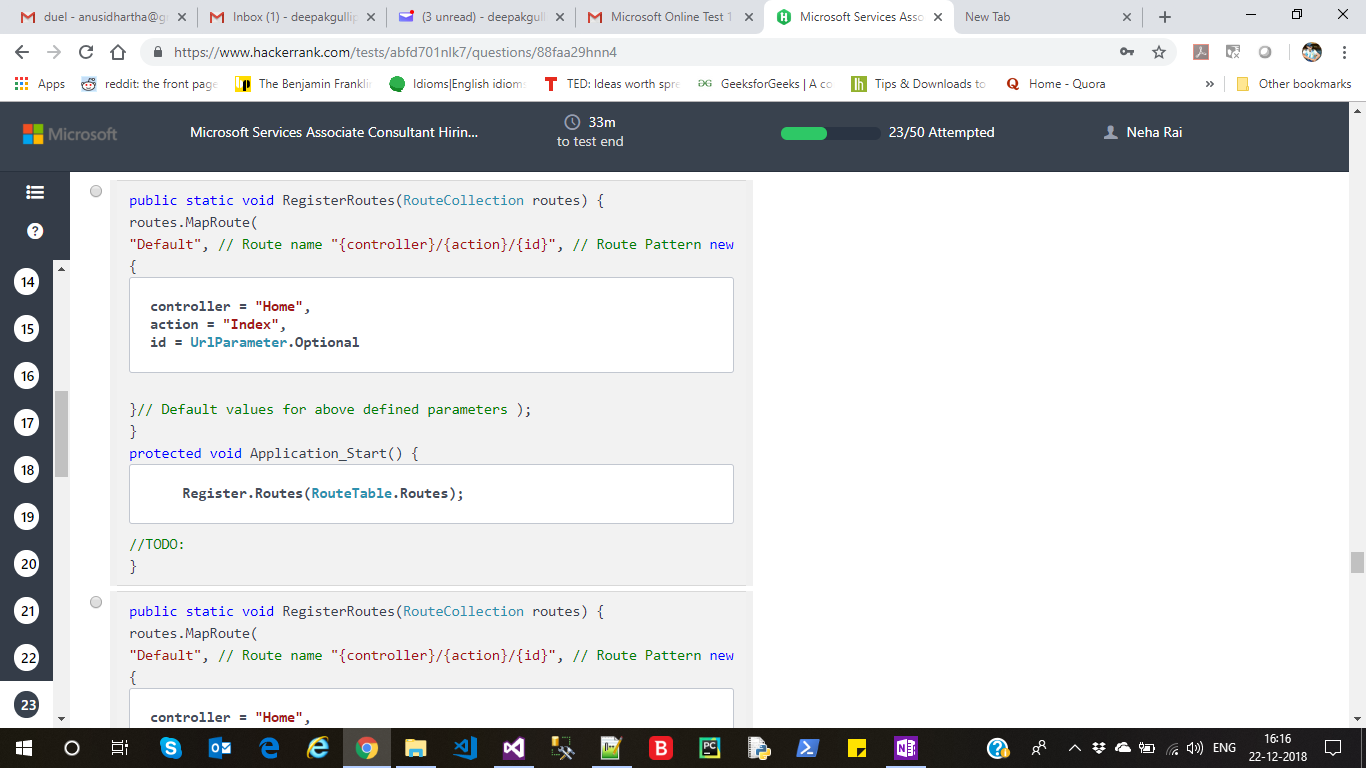 duel - anusidhartha@g
Inbox (1) - deepakgullip
(3 unread) - deepakgull
Microsoft Online Test 1
Microsoft Services Asso
New Tab
https://www.hackerrank.com/tests/abfd701nlk7/questions/88faa29hnn4
Apps
reddit: the front page
The Benjamin Franklin
Idioms|English idiom
TED: Ideas worth spre
GeeksforGeeks | A co
Tips & Downloads to
Home - Quora
»
Other bookmarks
Microsoft
Microsoft Services Associate Consultant Hirin...
33m
to test end
23/50 Attempted
Neha Rai
?
14
15
16
17
18
19
20
21
22
23
public static void RegisterRoutes(RouteCollection routes) {
routes.MapRoute(
"Default", // Route name "{controller}/{action}/{id}", // Route Pattern new
{
controller = "Home",
action = "Index",
id = UrlParameter.Optional
}// Default values for above defined parameters );
}
protected void Application_Start() {
Register.Routes(RouteTable.Routes);
//TODO:
}
public static void RegisterRoutes(RouteCollection routes) {
routes.MapRoute(
"Default", // Route name "{controller}/{action}/{id}", // Route Pattern new
{
controller = "Home",
ENG
16:16
22-12-2018